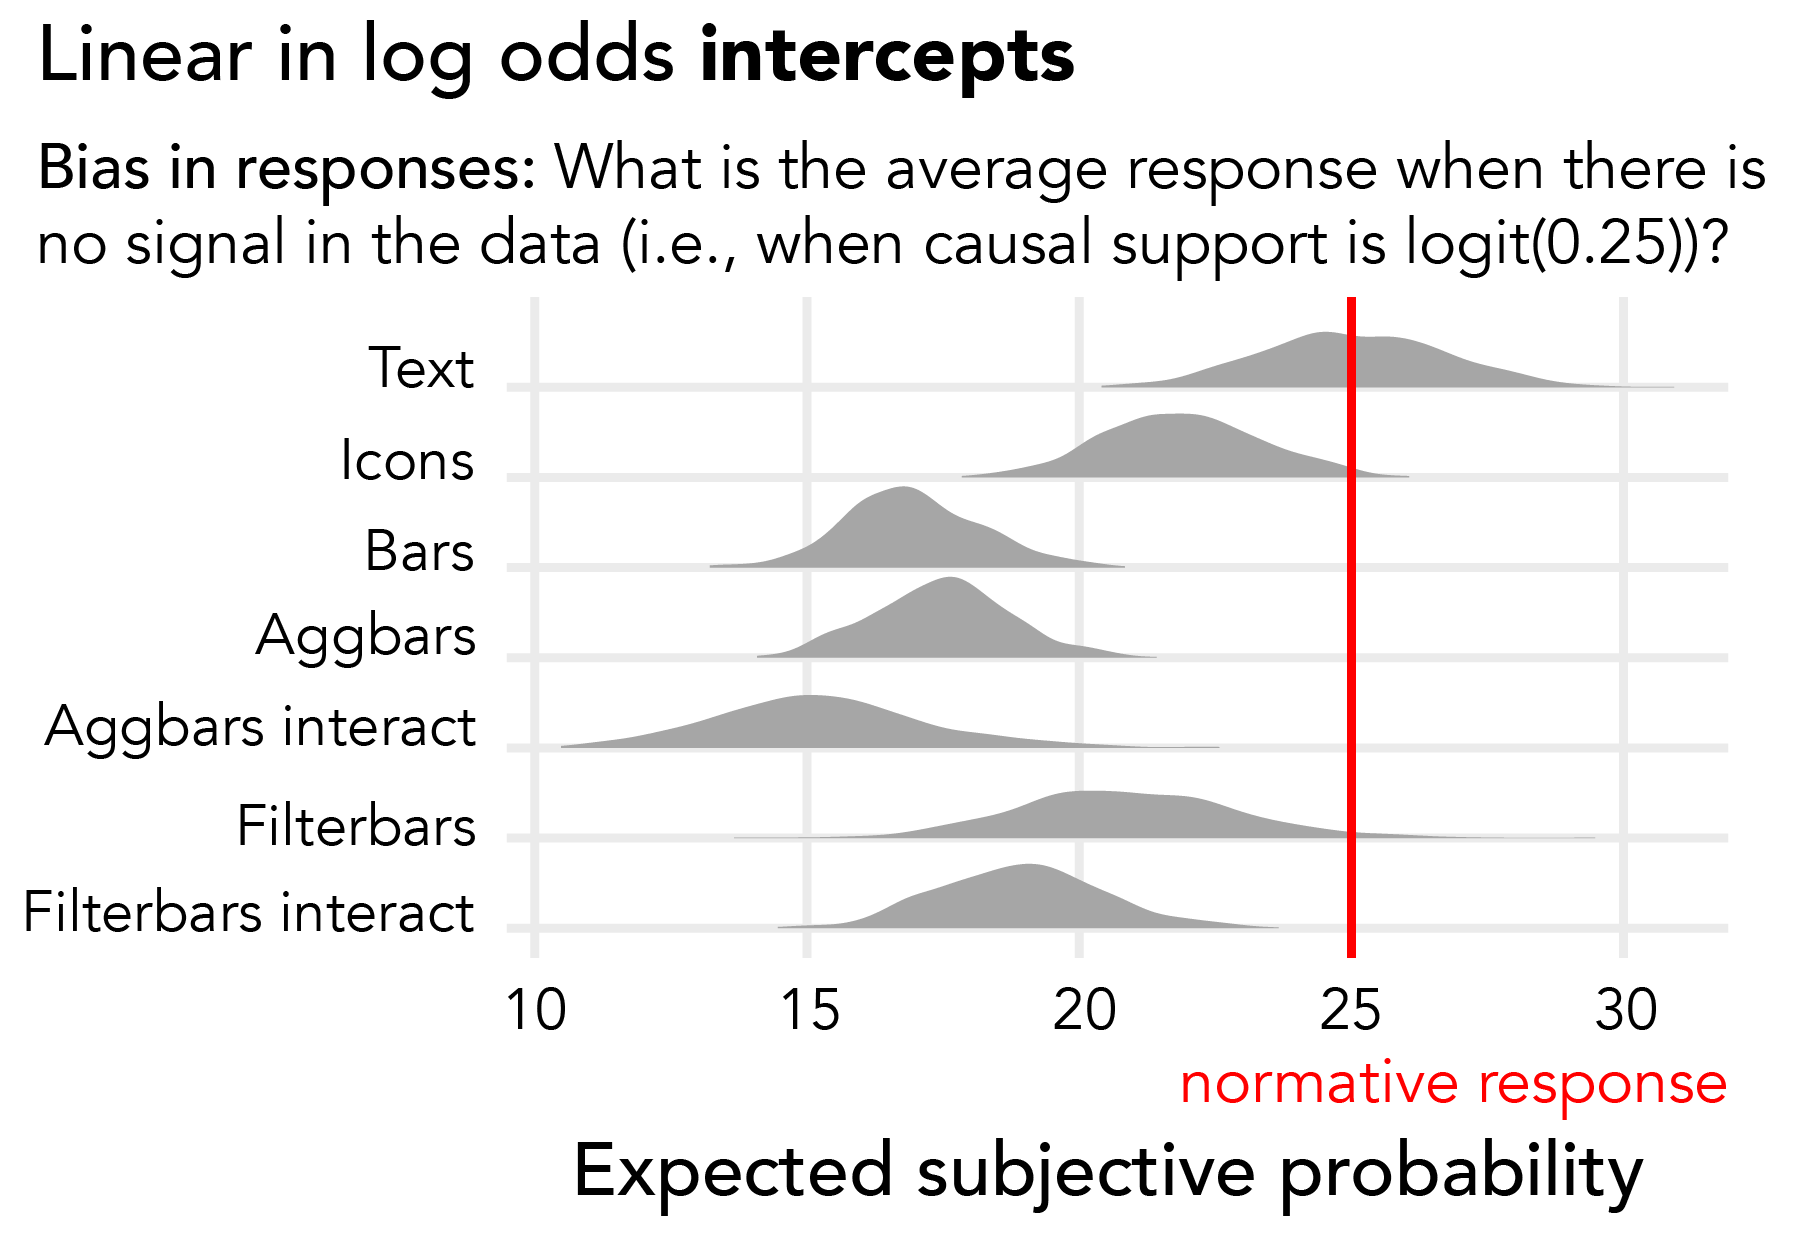 Linear in log odds intercepts
Bias in responses: What is the average response when there is
no signal in the data (i.e., when causal support is logit(0.25))?
Text
Icons
Bars
Aggbars
Aggbars interact
Filterbars
Filterbars interact
10 15 20 25 30
normative response
Expected subjective probability